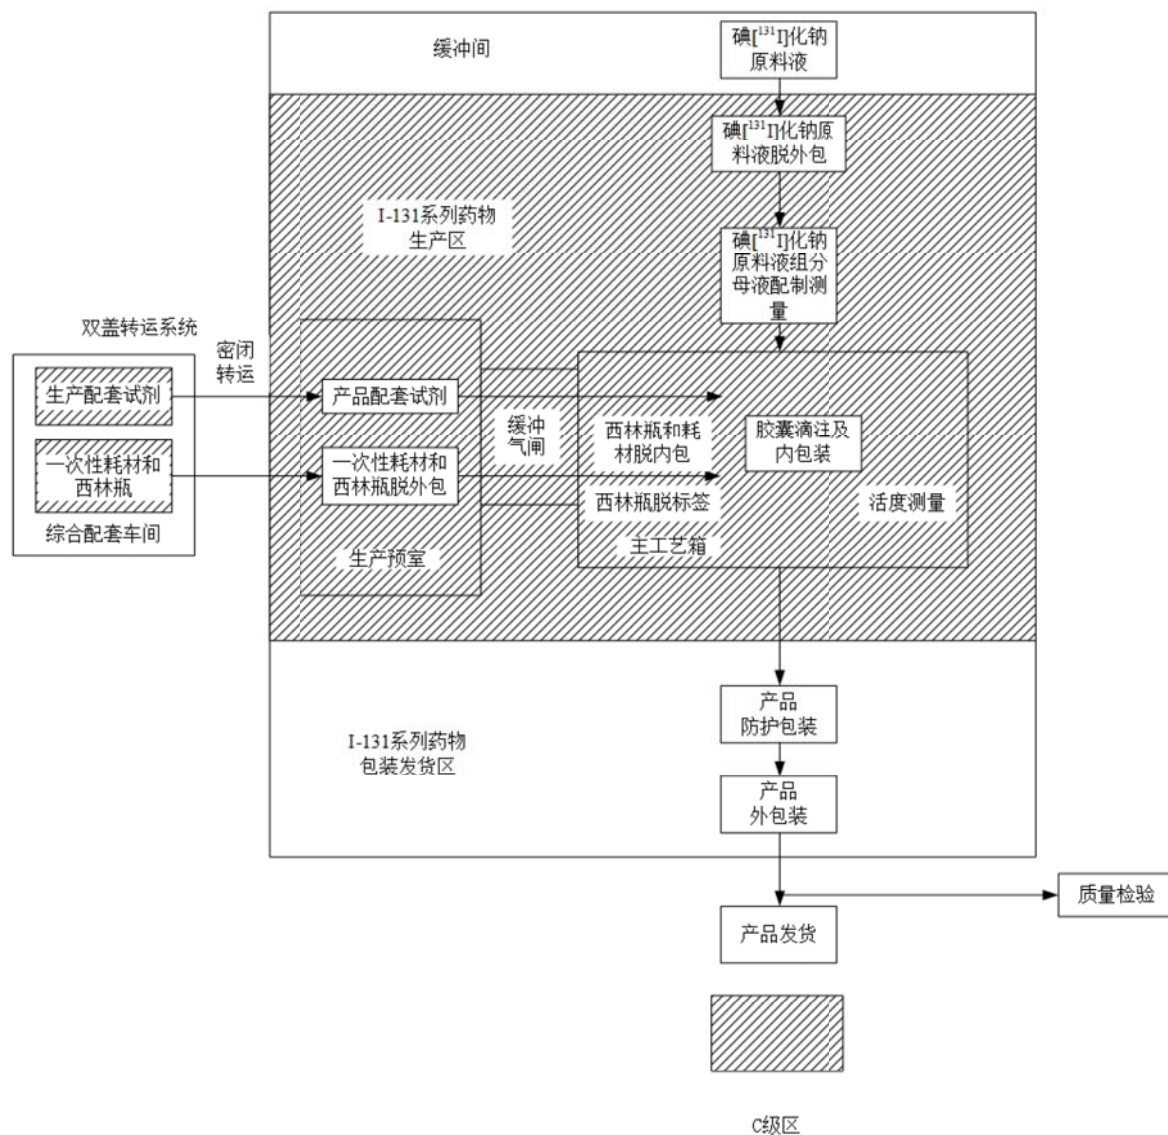 缓冲间
碘[¹³¹I]化钠
原料液
碘[¹³¹I]化钠原
料液脱外包
I-131系列药物
生产区
碘[¹³¹I]化钠
原料液组分
母液配制测
量
双盖转运系统
密闭
转运
生产配套试剂
一次性耗材和
西林瓶
综合配套车间
产品配套试剂
一次性耗材和
西林瓶脱外包
生产预室
缓冲
气闸
西林瓶和耗
材脱内包
西林瓶脱标签
主工艺箱
胶囊滴注及
内包装
活度测量
I-131系列药物
包装发货区
产品
防护包装
产品
外包装
质量检验
产品发货
C级区